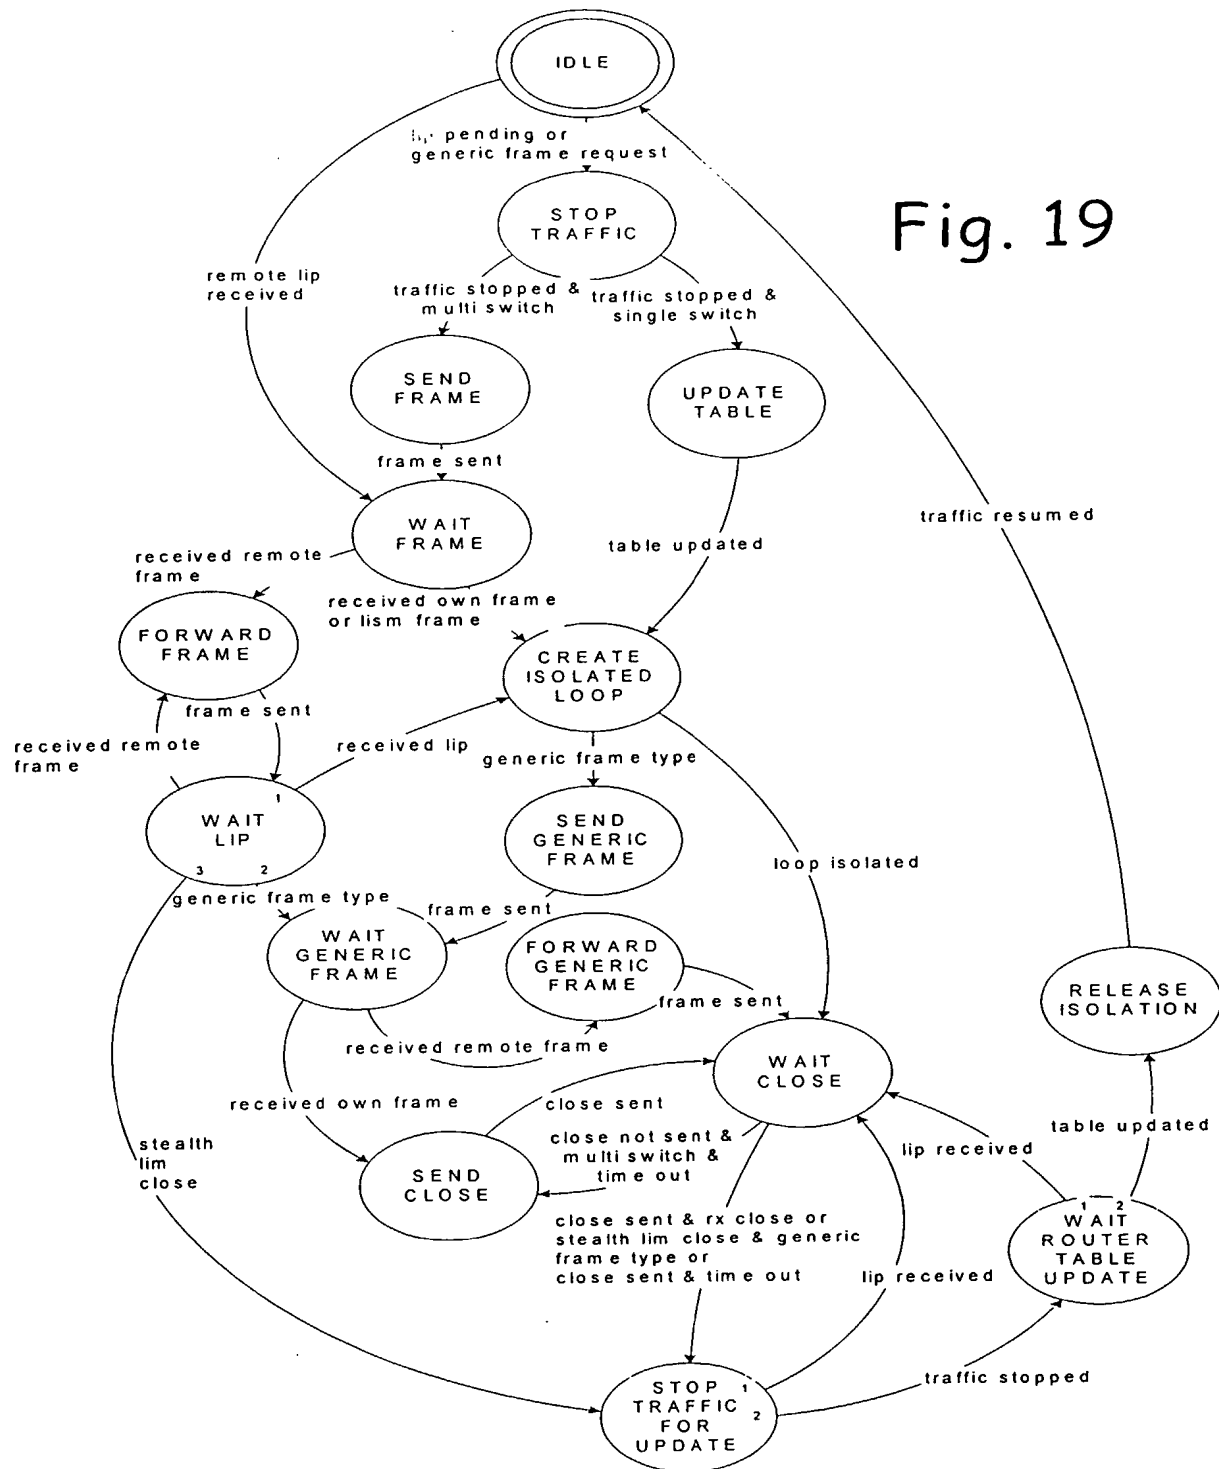 IDLE
pending or
generic frame request
STOP
TRAFFIC
Fig. 19
remote lip
received
traffic stopped &
multi switch
traffic stopped &
single switch
SEND
FRAME
UPDATE
TABLE
frame sent
WAIT
FRAME
traffic resumed
received remote
frame
table updated
received own frame
or lism frame
FORWARD
FRAME
CREATE
ISOLATED
LOOP
frame sent
received remote
frame
received lip
generic frame type
1
WAIT
LIP
3 2
SEND
GENERIC
FRAME
loop isolated
generic frame type
frame sent
WAIT
GENERIC
FRAME
FORWARD
GENERIC
FRAME
frame sent
RELEASE
ISOLATION
received remote frame
WAIT
CLOSE
received own frame
close sent
close not sent &
multi switch &
time out
table updated
stealth
lim
close
lip received
SEND
CLOSE
1 2
WAIT
ROUTER
TABLE
UPDATE
close sent & rx close or
stealth lim close & generic
frame type or
close sent & time out
lip received
traffic stopped
STOP 1
TRAFFIC 2
FOR
UPDATE